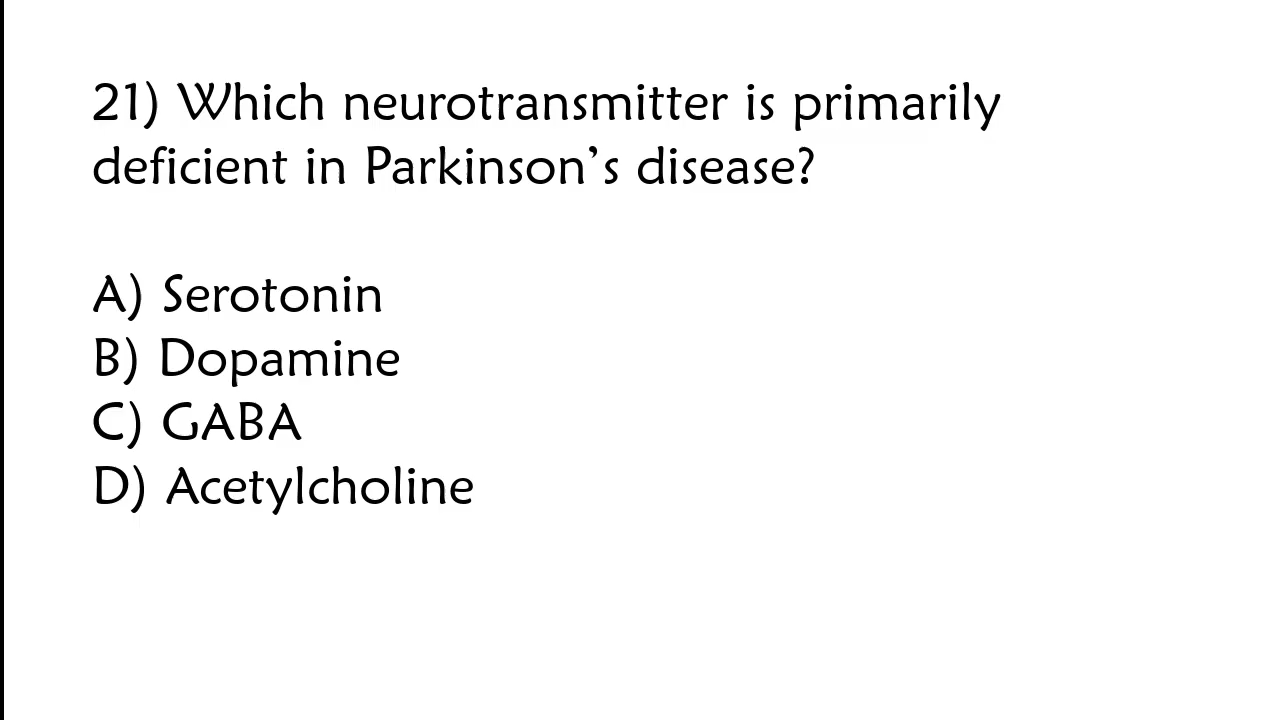 21) Which neurotransmitter is primarily
deficient in Parkinson’s disease?
A) Serotonin
B) Dopamine
C) GABA
D) Acetylcholine